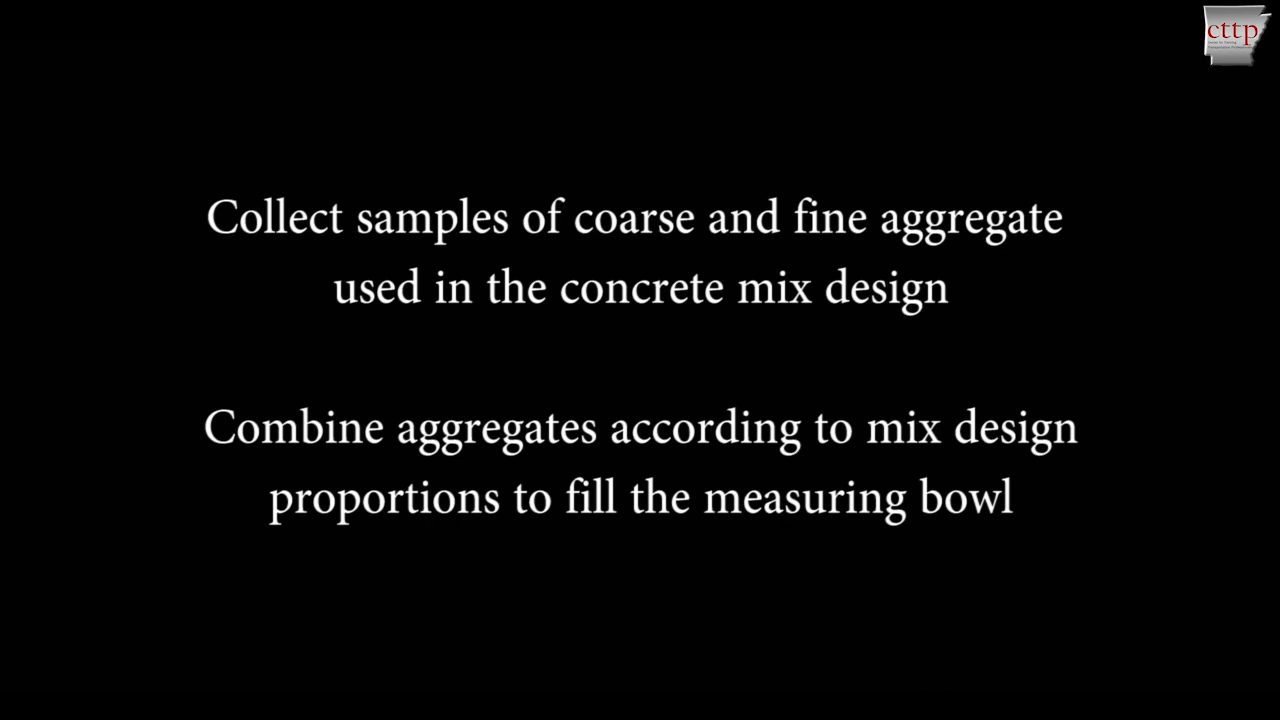 cttp
Collect samples of coarse and fine aggregate
used in the concrete mix design
Combine aggregates according to mix design
proportions to fill the measuring bowl